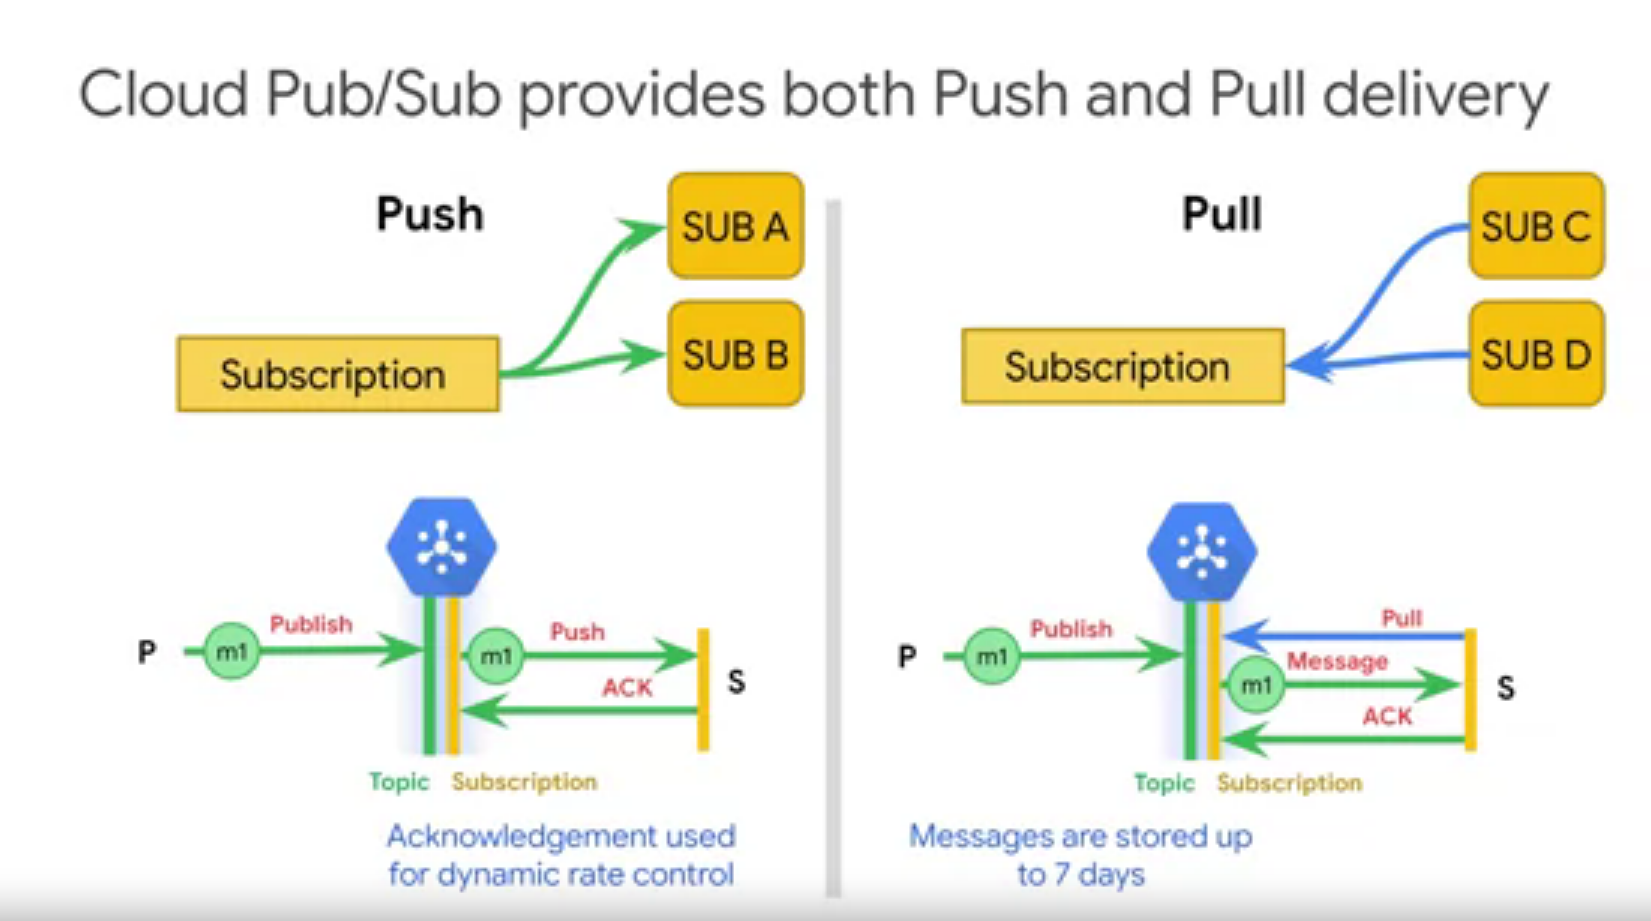 Cloud Pub/Sub provides both Push and Pull delivery
Push
SUB A
SUB B
Subscription
P
m1
Publish
m1
Push
ACK
S
Topic
Subscription
Acknowledgement used
for dynamic rate control
Pull
SUB C
SUB D
Subscription
P
m1
Publish
Pull
m1
Message
ACK
S
Topic
Subscription
Messages are stored up
to 7 days